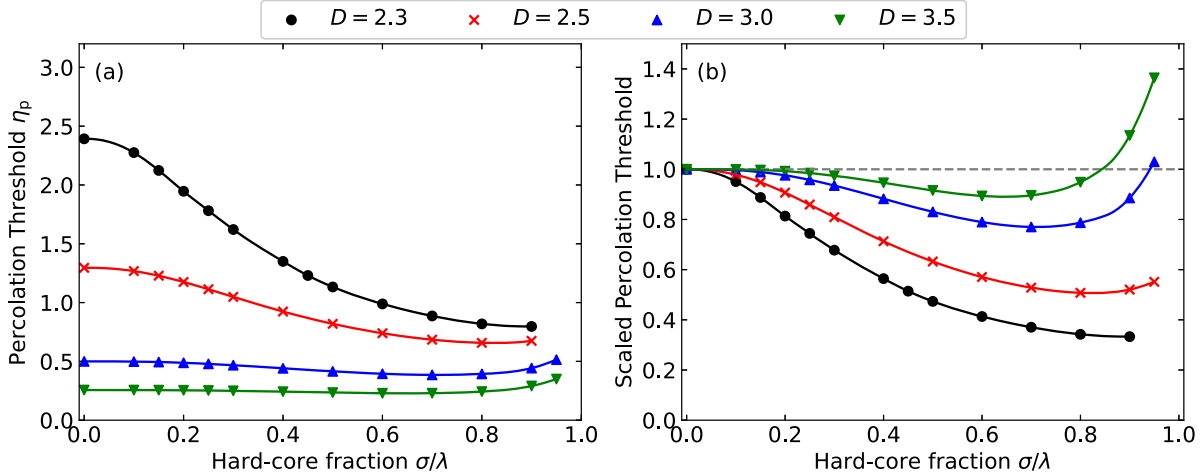 D = 2.3
D = 2.5
D = 3.0
D = 3.5
(a)
Percolation Threshold ηp
3.0
2.5
2.0
1.5
1.0
0.5
0.0
0.0 0.2 0.4 0.6 0.8 1.0
Hard-core fraction σ/λ
(b)
Scaled Percolation Threshold
1.4
1.2
1.0
0.8
0.6
0.4
0.2
0.0
0.0 0.2 0.4 0.6 0.8 1.0
Hard-core fraction σ/λ